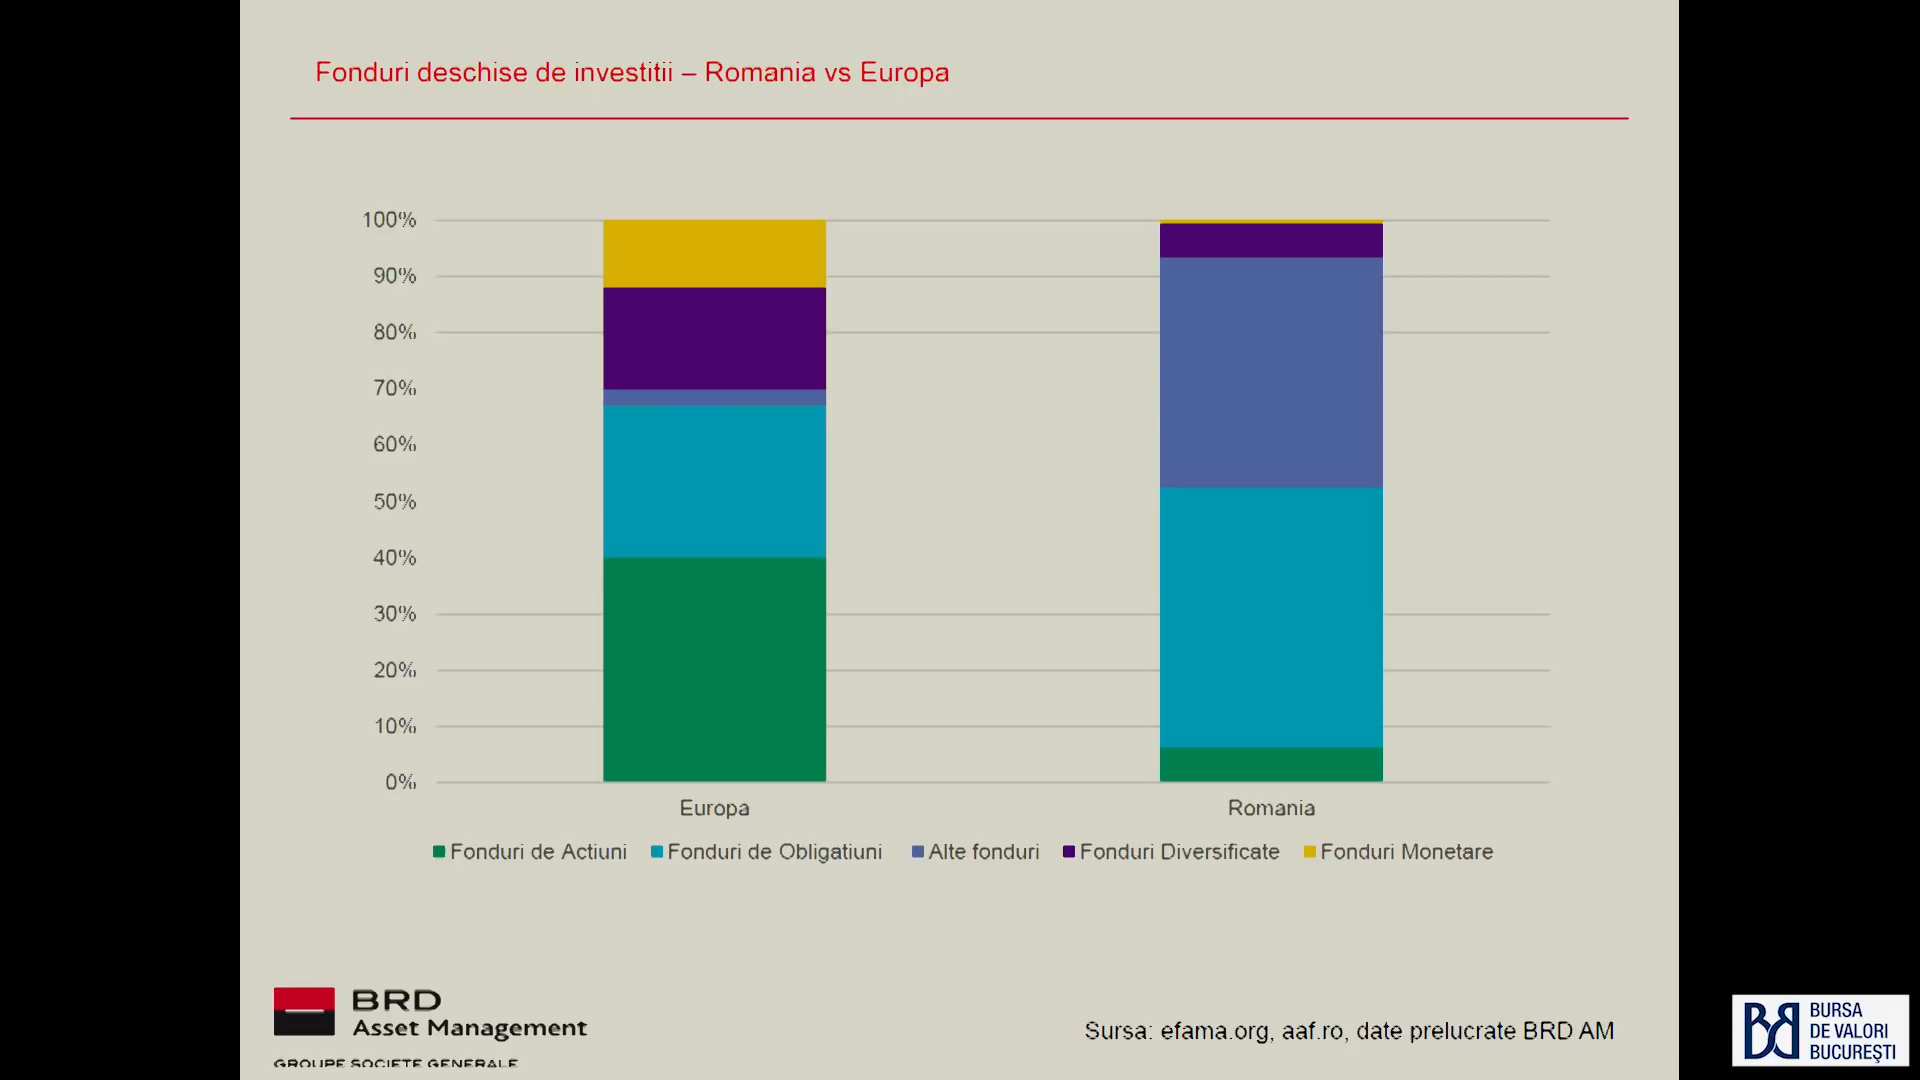 Fonduri deschise de investitii – Romania vs Europa
100%
90%
80%
70%
60%
50%
40%
30%
20%
10%
0%
Europa
Romania
Fonduri de Actiuni
Fonduri de Obligatiuni
Alte fonduri
Fonduri Diversificate
Fonduri Monetare
BRD
Asset Management
GROUPE SOCIETE GENERALE
Sursa: efama.org, aaf.ro, date prelucrate BRD AM
BURSA
DE VALORI
BUCUREŞTI